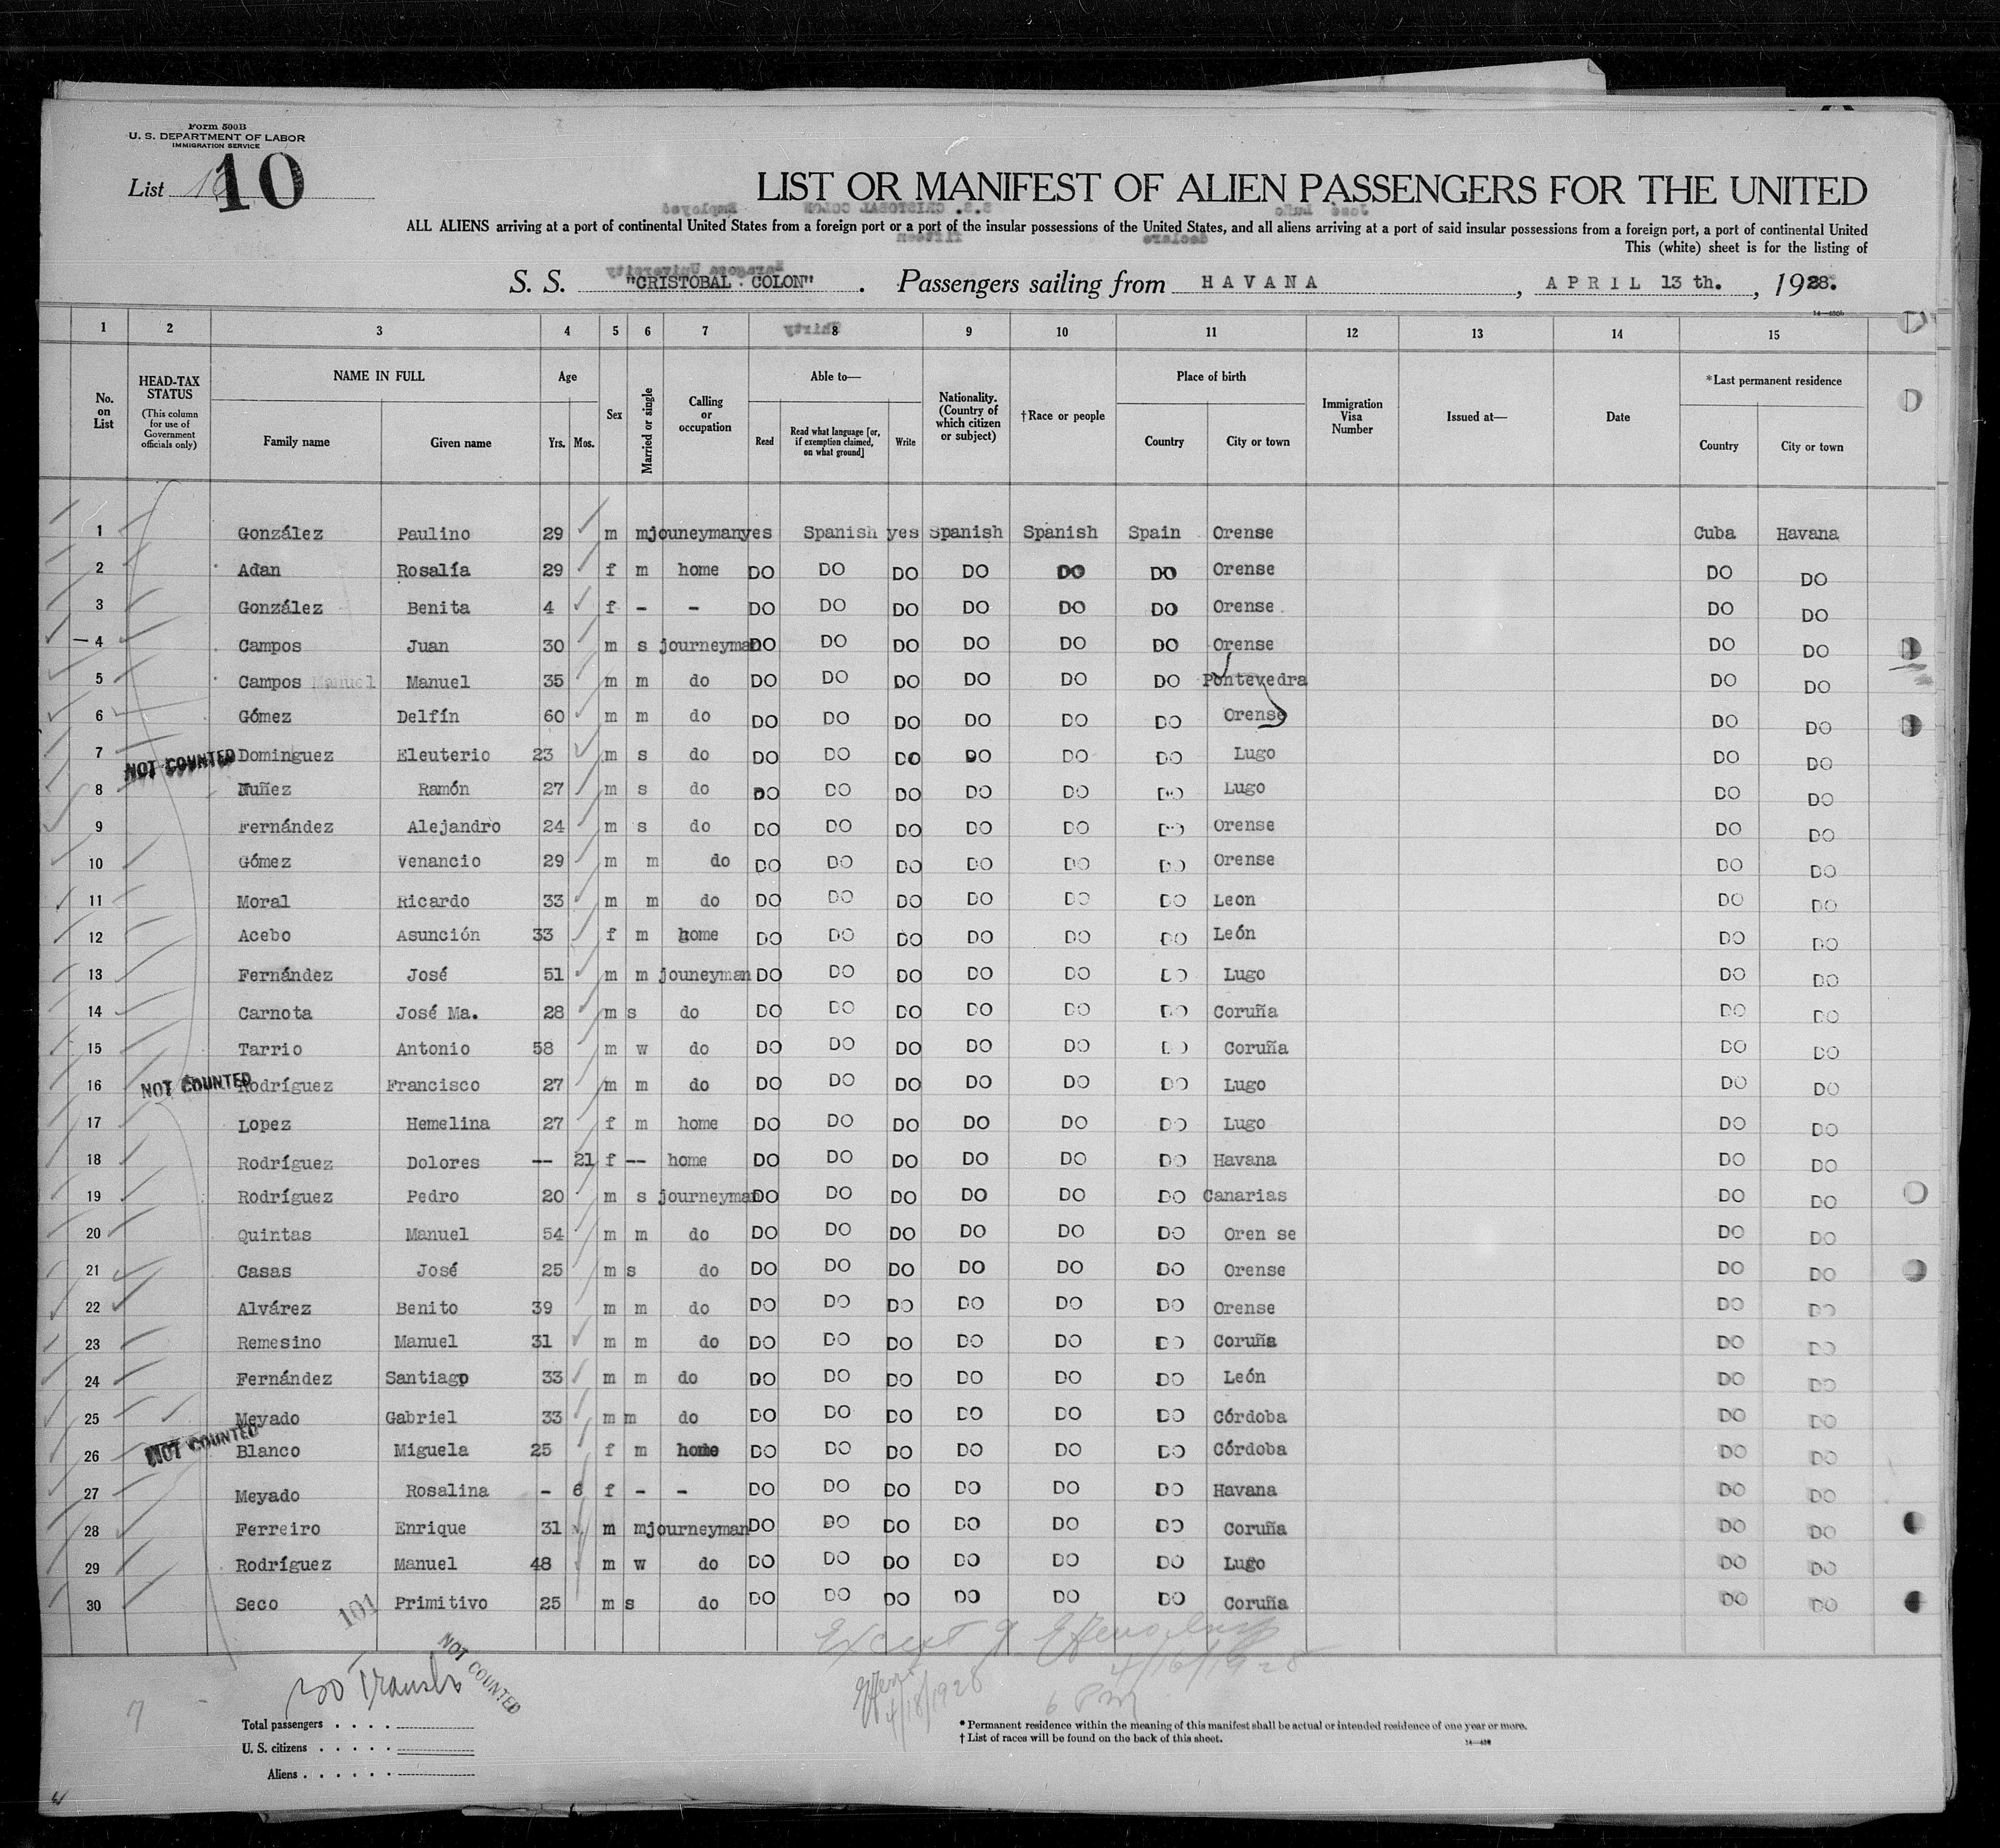 Form 500B
U. S. DEPARTMENT OF LABOR
IMMIGRATION SERVICE
List 10
LIST OR MANIFEST OF ALIEN PASSENGERS FOR THE UNITED
ALL ALIENS arriving at a port of continental United States from a foreign port or a port of the insular possessions of the United States, and all aliens arriving at a port of said insular possessions from a foreign port, a port of continental United
This (white) sheet is for the listing of
S. S. "CRISTOBAL COLON". Passengers sailing from HAVANA, APRIL 13 th., 1928.
1 2 3 4 5 6 7 8 9 10 11 12 13 14 15
No. on List
HEAD-TAX STATUS (This column for use of Government officials only)
NAME IN FULL Family name Given name
Age Yrs. Mos.
Sex
Married or single
Calling or occupation
Able to— Read Read what language [or, if exemption claimed, on what ground] Write
Nationality. (Country of which citizen or subject)
†Race or people
Place of birth Country City or town
Immigration Visa Number
Issued at—
Date
*Last permanent residence Country City or town
1 González Paulino 29 m m jouneyman yes Spanish yes Spanish Spanish Spain Orense Cuba Havana
2 Adan Rosalía 29 f m home DO DO DO DO DO DO Orense DO DO
3 González Benita 4 f - - DO DO DO DO DO DO Orense DO DO
4 Campos Juan 30 m s journeyman DO DO DO DO DO DO Orense DO DO
5 Campos Manuel Manuel 35 m m do DO DO DO DO DO DO Pontevedra DO DO
6 Gómez Delfín 60 m m do DO DO DO DO DO DO Orense DO DO
7 Dominguez Eleuterio 23 m s do DO DO DO DO DO DO Lugo DO DO
NOT COUNTED
8 Nuñez Ramón 27 m s do DO DO DO DO DO DO Lugo DO DO
9 Fernández Alejandro 24 m s do DO DO DO DO DO DO Orense DO DO
10 Gómez Venancio 29 m m do DO DO DO DO DO DO Orense DO DO
11 Moral Ricardo 33 m m do DO DO DO DO DO DO Leon DO DO
12 Acebo Asunción 33 f m home DO DO DO DO DO DO León DO DO
13 Fernández José 51 m m jouneyman DO DO DO DO DO DO Lugo DO DO
14 Carnota José Ma. 28 m s do DO DO DO DO DO DO Coruña DO DO
15 Tarrio Antonio 58 m w do DO DO DO DO DO DO Coruña DO DO
16 NOT COUNTED Rodríguez Francisco 27 m m do DO DO DO DO DO DO Lugo DO DO
17 Lopez Hemelina 27 f m home DO DO DO DO DO DO Lugo DO DO
18 Rodríguez Dolores -- 21 f -- home DO DO DO DO DO DO Havana DO DO
19 Rodríguez Pedro 20 m s journeyman DO DO DO DO DO DO Canarias DO DO
20 Quintas Manuel 54 m m do DO DO DO DO DO DO Oren se DO DO
21 Casas José 25 m s do DO DO DO DO DO DO Orense DO DO
22 Alvárez Benito 39 m m do DO DO DO DO DO DO Orense DO DO
23 Remesino Manuel 31 m m do DO DO DO DO DO DO Coruña DO DO
24 Fernández Santiago 33 m m do DO DO DO DO DO DO León DO DO
25 Meyado Gabriel 33 m m do DO DO DO DO DO DO Córdoba DO DO
NOT COUNTED
26 Blanco Miguela 25 f m home DO DO DO DO DO DO Córdoba DO DO
27 Meyado Rosalina - 6 f - - DO DO DO DO DO DO Havana DO DO
28 Ferreiro Enrique 31 m m journeyman DO DO DO DO DO DO Coruña DO DO
29 Rodríguez Manuel 48 m w do DO DO DO DO DO DO Lugo DO DO
30 Seco Primitivo 25 m s do DO DO DO DO DO DO Coruña DO DO
101
Except 9
4/16/1928
6 PM
4/18/1928
NOT COUNTED
30 Transits
7
Total passengers . . . .
U. S. citizens . . . . .
Aliens . . . . . .
* Permanent residence within the meaning of this manifest shall be actual or intended residence of one year or more.
† List of races will be found on the back of this sheet.